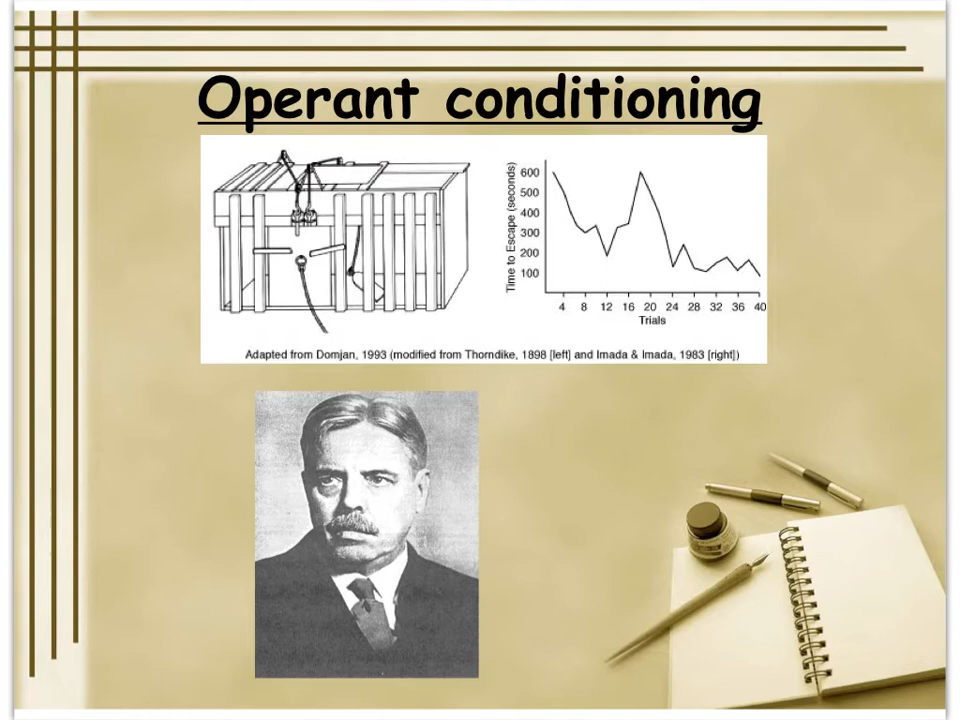 Operant conditioning
Time to Escape (seconds)
600
500
400
300
200
100
4 8 12 16 20 24 28 32 36 40
Trials
Adapted from Domjan, 1993 (modified from Thorndike, 1898 [left] and Imada & Imada, 1983 [right])